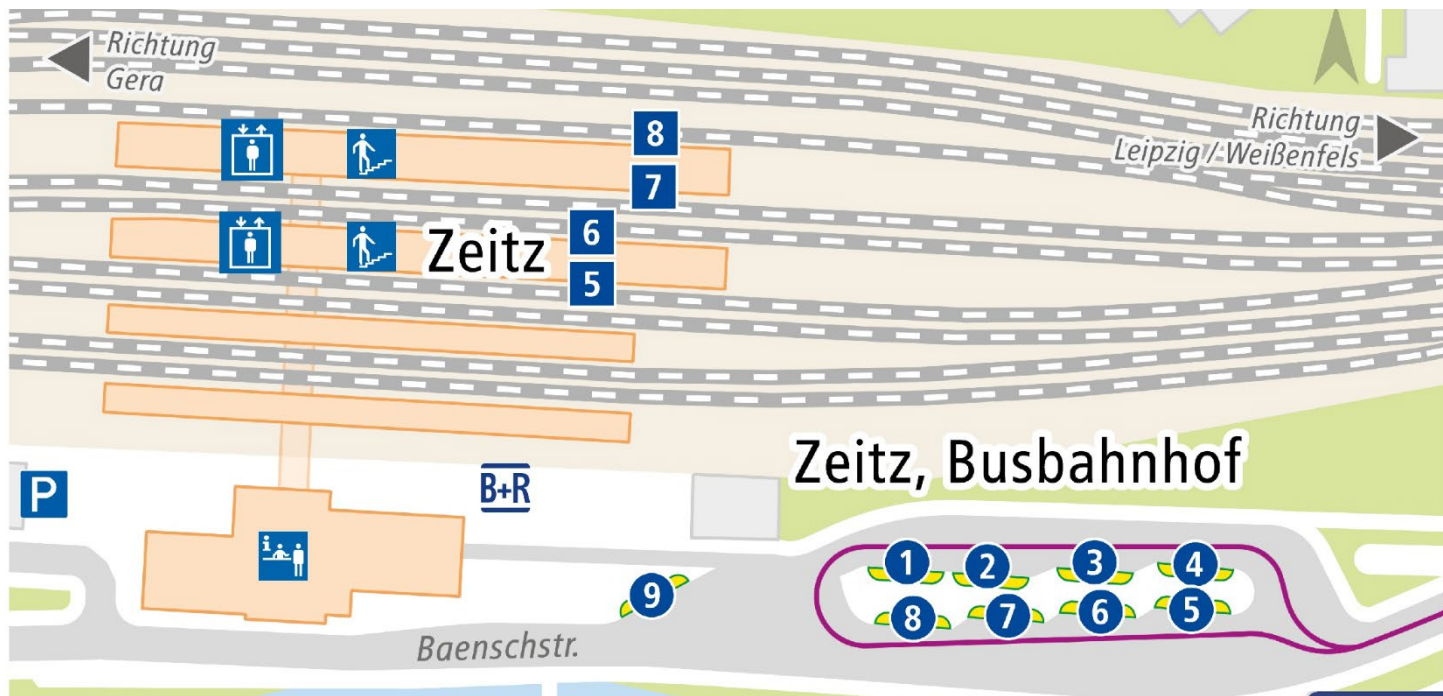 Richtung
Gera
Richtung
Leipzig / Weißenfels
8
7
6
Zeitz
5
Zeitz, Busbahnhof
P
B+R
i
1
2
3
4
9
8
7
6
5
Baenschstr.